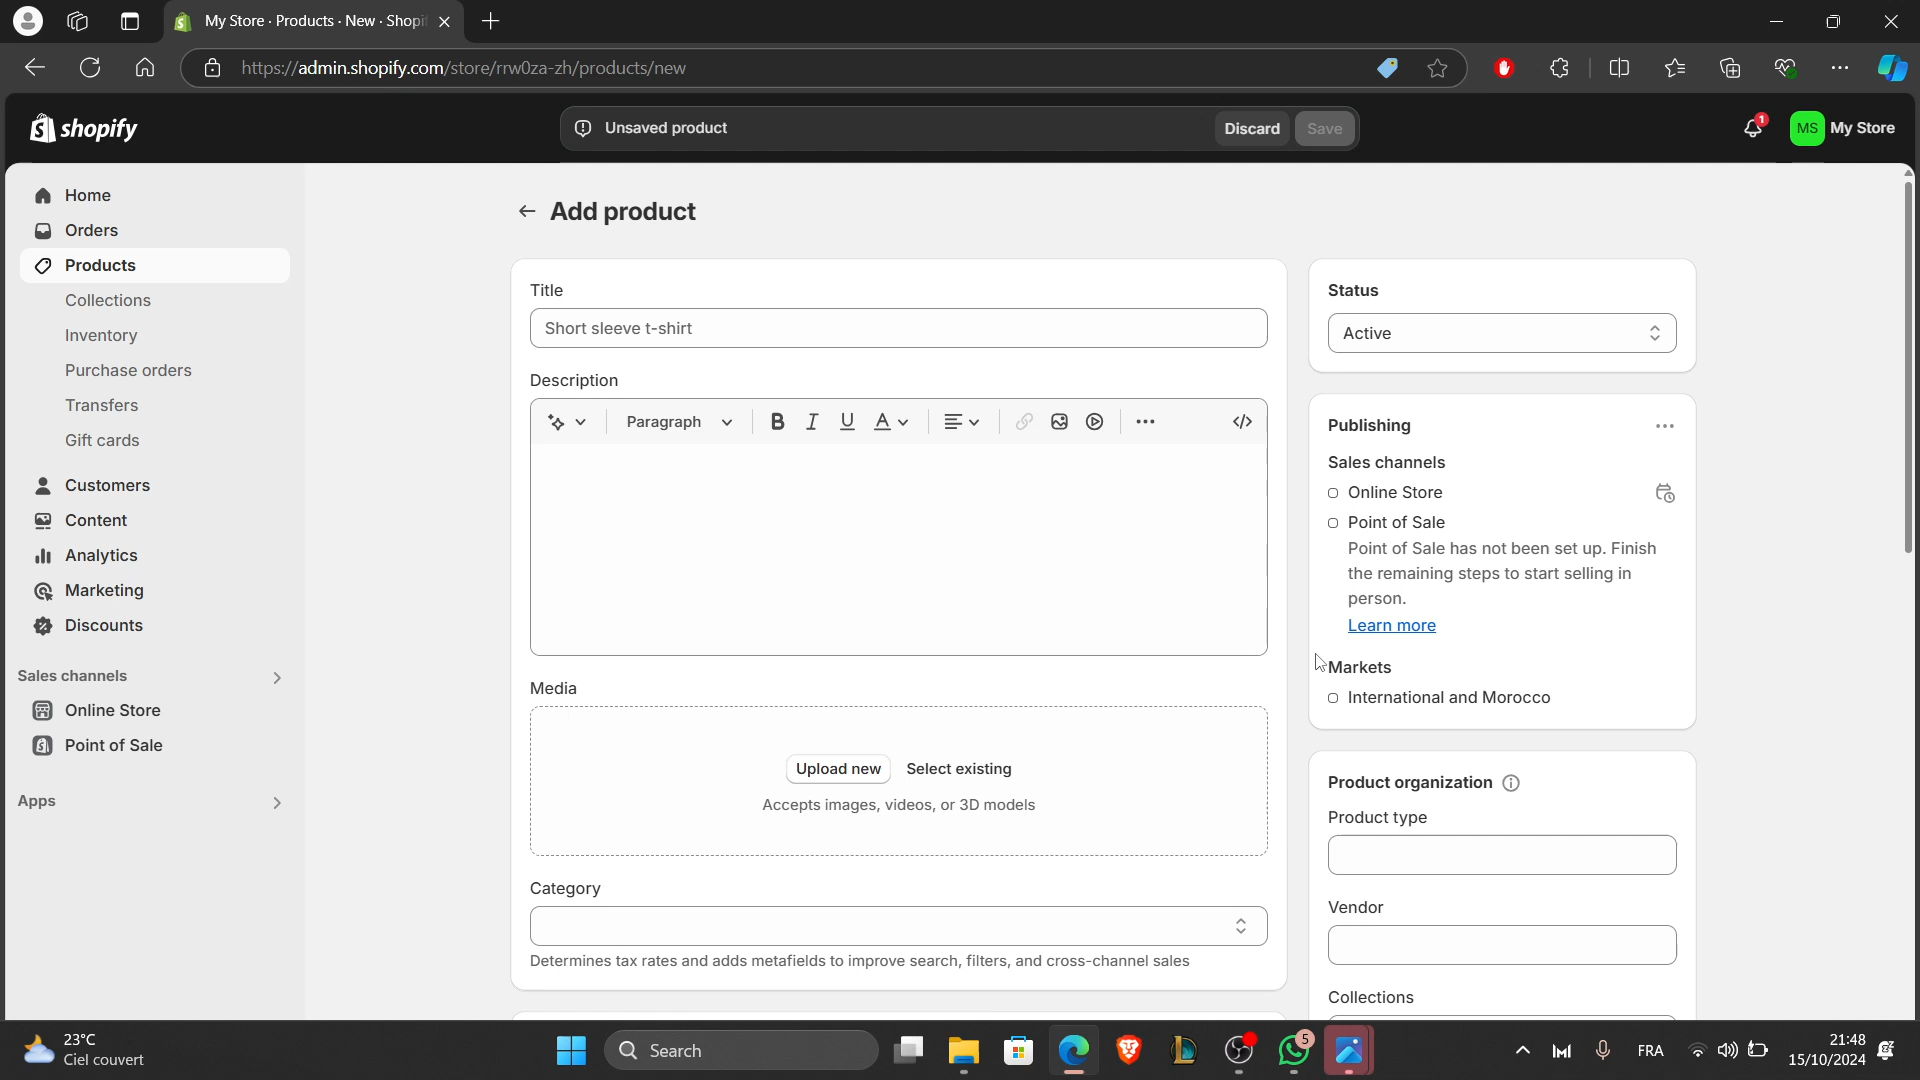 My Store · Products · New · Shopi
https://admin.shopify.com/store/rrw0za-zh/products/new
shopify
Unsaved product
Discard
Save
1
MS
My Store
Home
Orders
Products
Collections
Inventory
Purchase orders
Transfers
Gift cards
Customers
Content
Analytics
Marketing
Discounts
Sales channels
Online Store
Point of Sale
Apps
Add product
Title
Short sleeve t-shirt
Description
Paragraph
Media
Upload new
Select existing
Accepts images, videos, or 3D models
Category
Determines tax rates and adds metafields to improve search, filters, and cross-channel sales
Status
Active
Publishing
Sales channels
Online Store
Point of Sale
Point of Sale has not been set up. Finish
the remaining steps to start selling in
person.
Learn more
Markets
International and Morocco
Product organization
Product type
Vendor
Collections
23°C
Ciel couvert
Search
5
FRA
21:48
15/10/2024